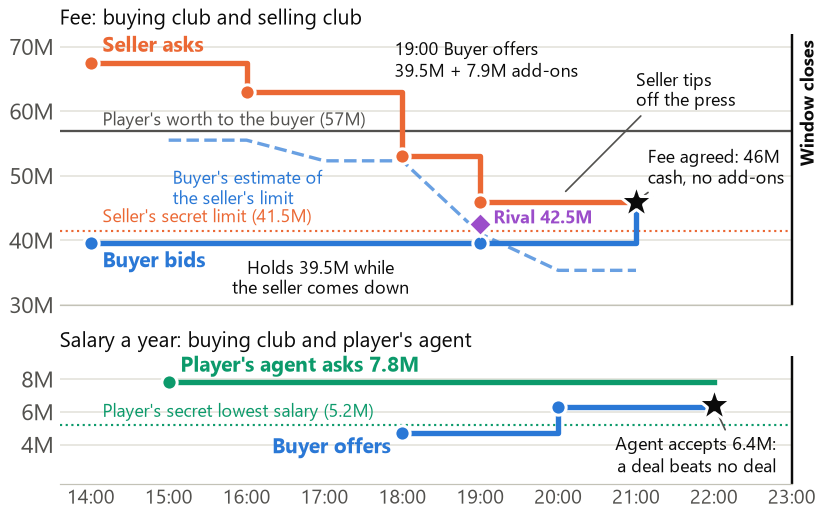 Fee: buying club and selling club
70M
60M
50M
40M
30M
Seller asks
19:00 Buyer offers
39.5M + 7.9M add-ons
Seller tips
off the press
Window closes
Player's worth to the buyer (57M)
Fee agreed: 46M
cash, no add-ons
Buyer's estimate of
the seller's limit
Seller's secret limit (41.5M)
Rival 42.5M
Buyer bids
Holds 39.5M while
the seller comes down
Salary a year: buying club and player's agent
8M
6M
4M
Player's agent asks 7.8M
Player's secret lowest salary (5.2M)
Buyer offers
Agent accepts 6.4M:
a deal beats no deal
14:00 15:00 16:00 17:00 18:00 19:00 20:00 21:00 22:00 23:00